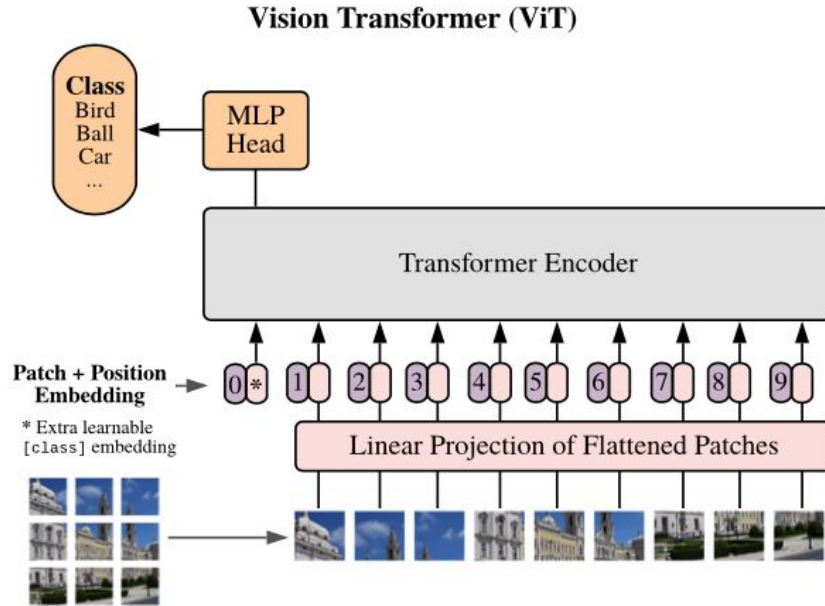 Vision Transformer (ViT)
Class
Bird
Ball
Car
...
MLP
Head
Transformer Encoder
Patch + Position
Embedding
0 * 1 2 3 4 5 6 7 8 9
* Extra learnable
[class] embedding
Linear Projection of Flattened Patches